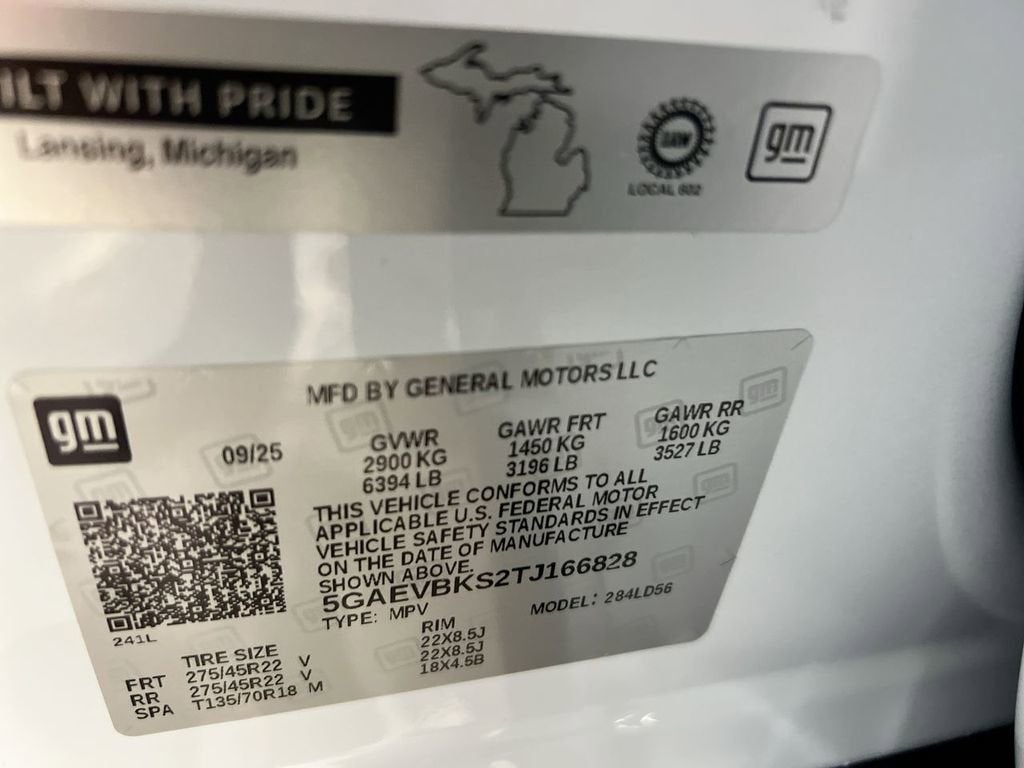 ILT WITH PRIDE
Lansing, Michigan
UAW
LOCAL 602
gm
MFD BY GENERAL MOTORS LLC
gm
09/25
GVWR
2900 KG
6394 LB
GAWR FRT
1450 KG
3196 LB
GAWR RR
1600 KG
3527 LB
THIS VEHICLE CONFORMS TO ALL
APPLICABLE U.S. FEDERAL MOTOR
VEHICLE SAFETY STANDARDS IN EFFECT
ON THE DATE OF MANUFACTURE
SHOWN ABOVE.
5GAEVBKS2TJ166828
TYPE: MPV
MODEL: 284LD56
241L
TIRE SIZE RIM
FRT 275/45R22 V 22X8.5J
RR 275/45R22 V 22X8.5J
SPA T135/70R18 M 18X4.5B